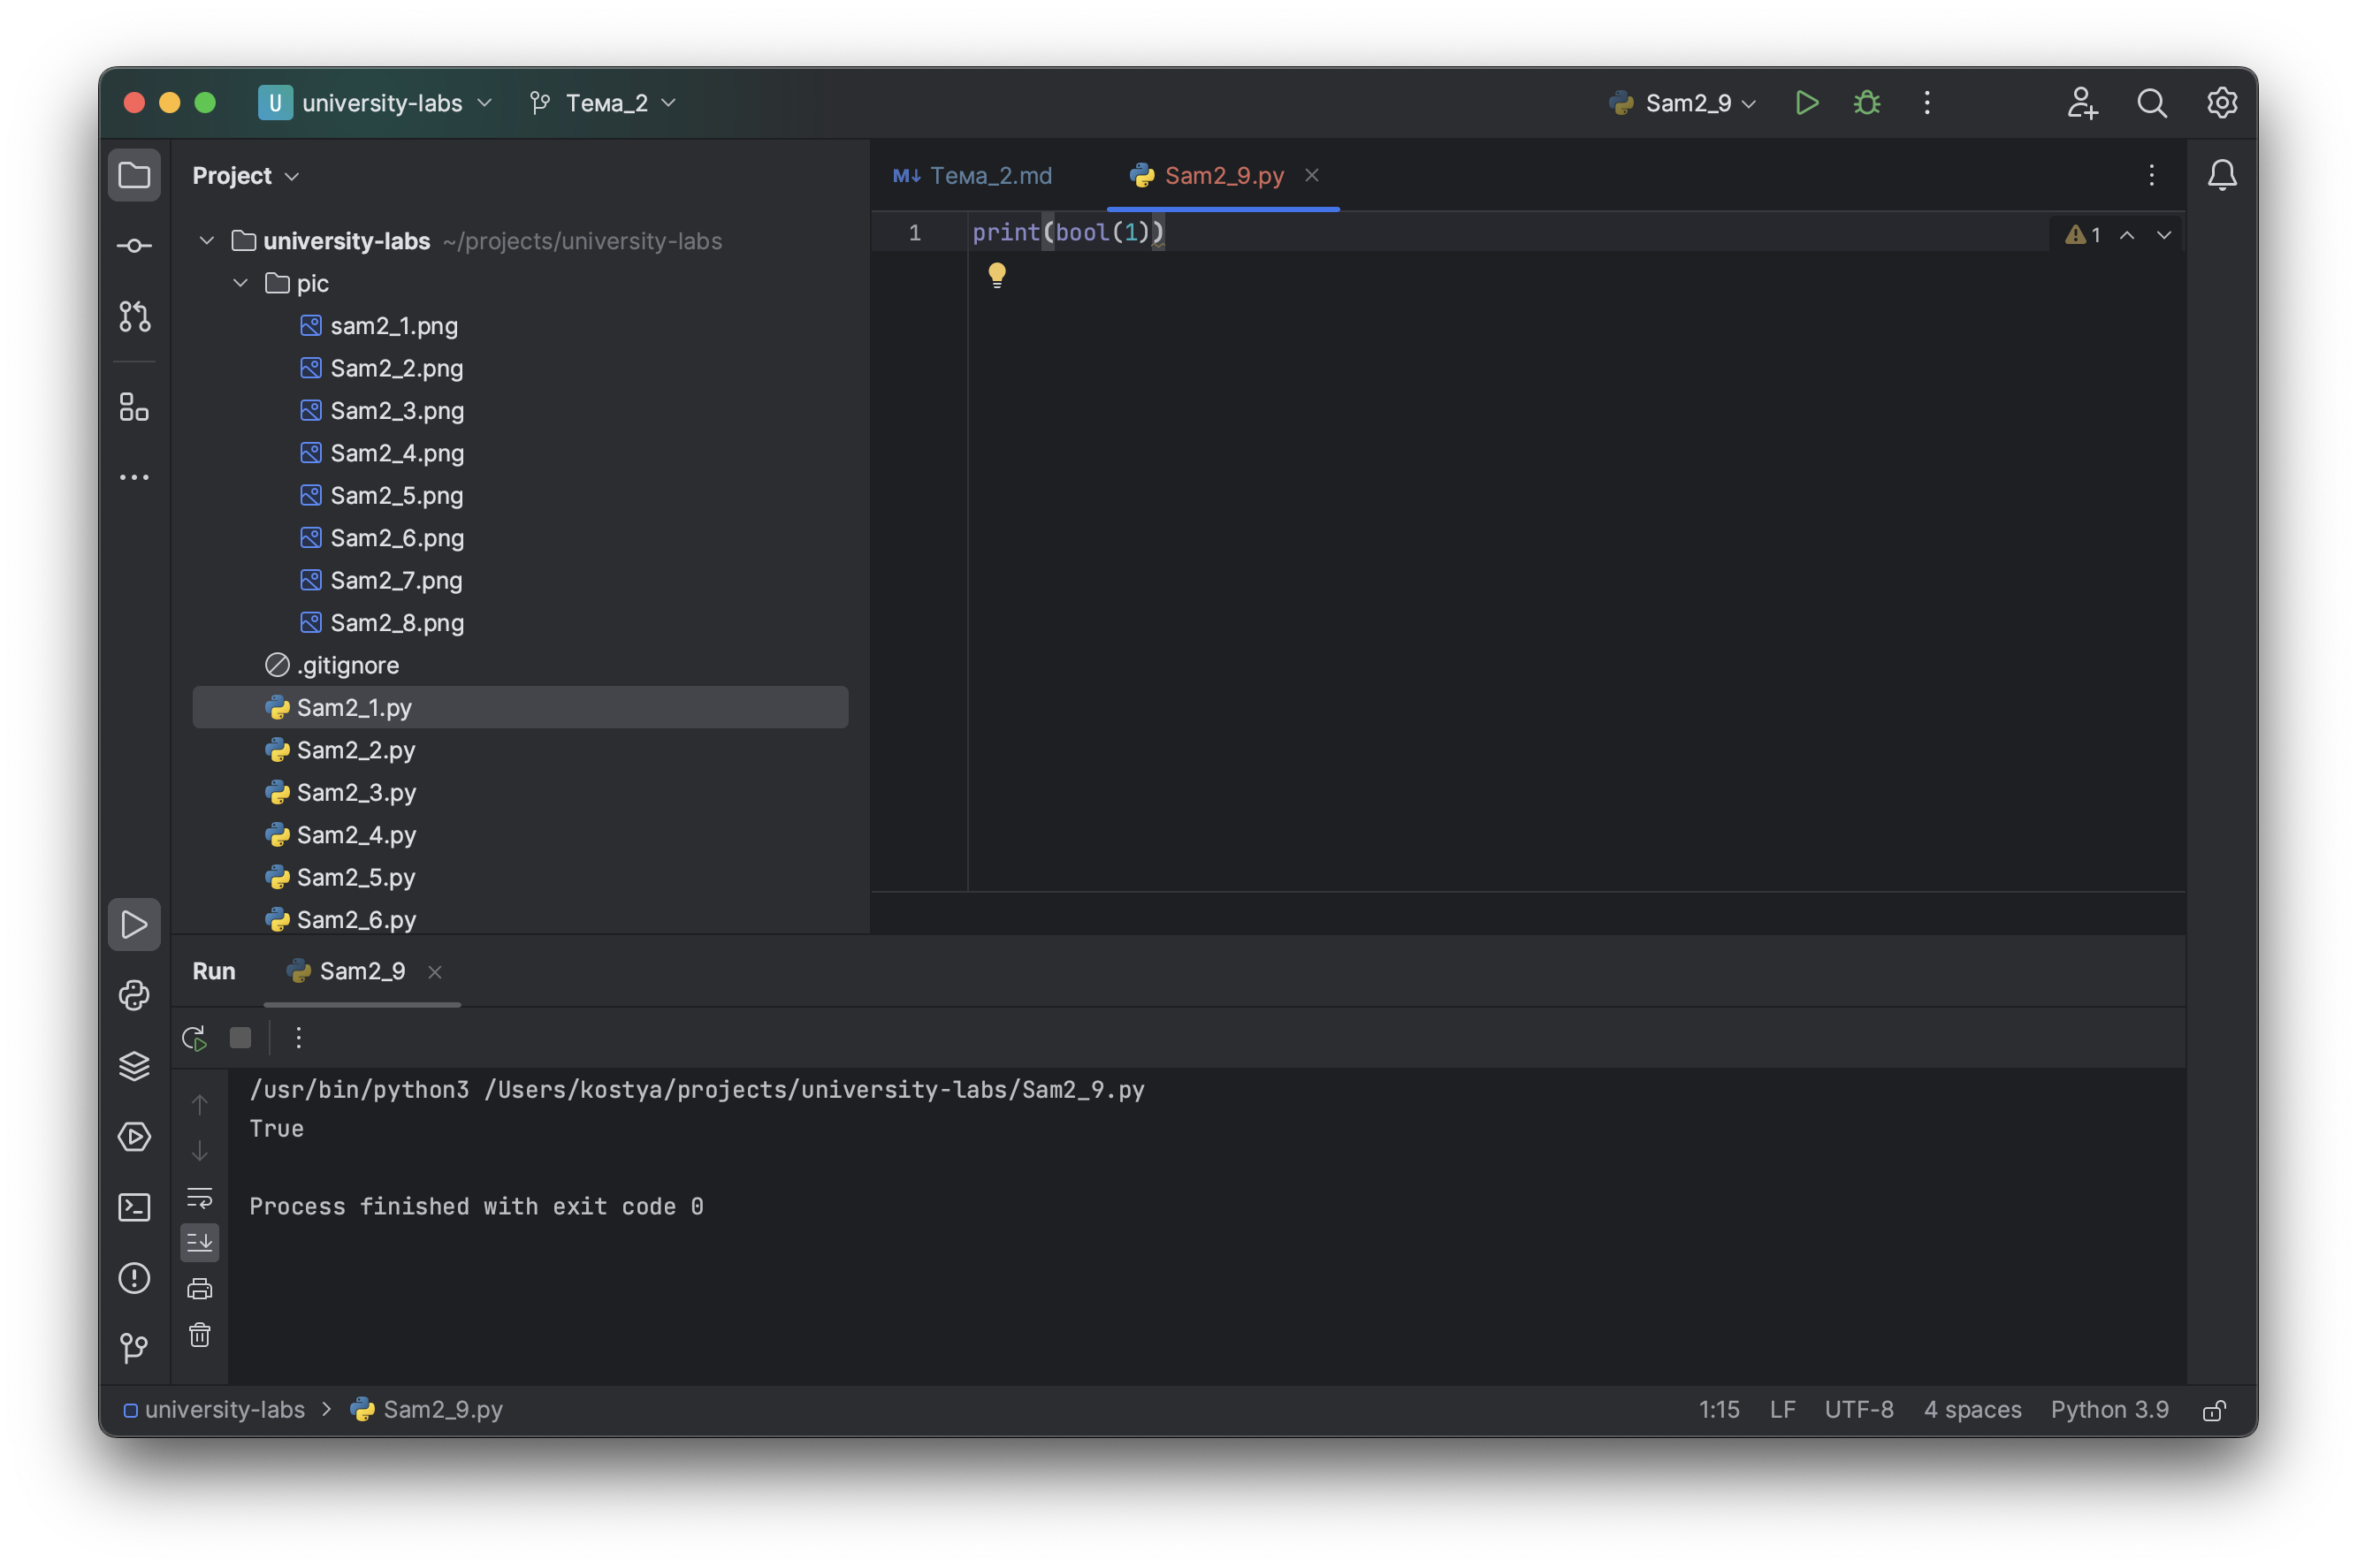 U university-labs Тема_2 Sam2_9
Project
Тема_2.md Sam2_9.py
university-labs ~/projects/university-labs
pic
sam2_1.png
Sam2_2.png
Sam2_3.png
Sam2_4.png
Sam2_5.png
Sam2_6.png
Sam2_7.png
Sam2_8.png
.gitignore
Sam2_1.py
Sam2_2.py
Sam2_3.py
Sam2_4.py
Sam2_5.py
Sam2_6.py
1 print(bool(1))
1
Run Sam2_9
/usr/bin/python3 /Users/kostya/projects/university-labs/Sam2_9.py
True
Process finished with exit code 0
university-labs > Sam2_9.py 1:15 LF UTF-8 4 spaces Python 3.9